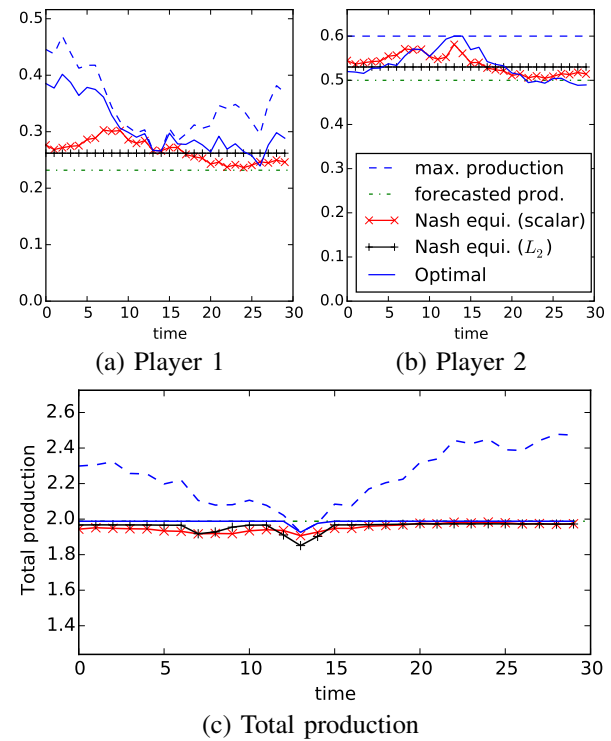 0.5
0.4
0.3
0.2
0.1
0.0
0 5 10 15 20 25 30
time
(a) Player 1
0.6
0.5
0.4
0.3
0.2
0.1
0.0
max. production
forecasted prod.
Nash equi. (scalar)
Nash equi. (L₂)
Optimal
0 5 10 15 20 25 30
time
(b) Player 2
Total production
2.6
2.4
2.2
2.0
1.8
1.6
1.4
0 5 10 15 20 25 30
time
(c) Total production